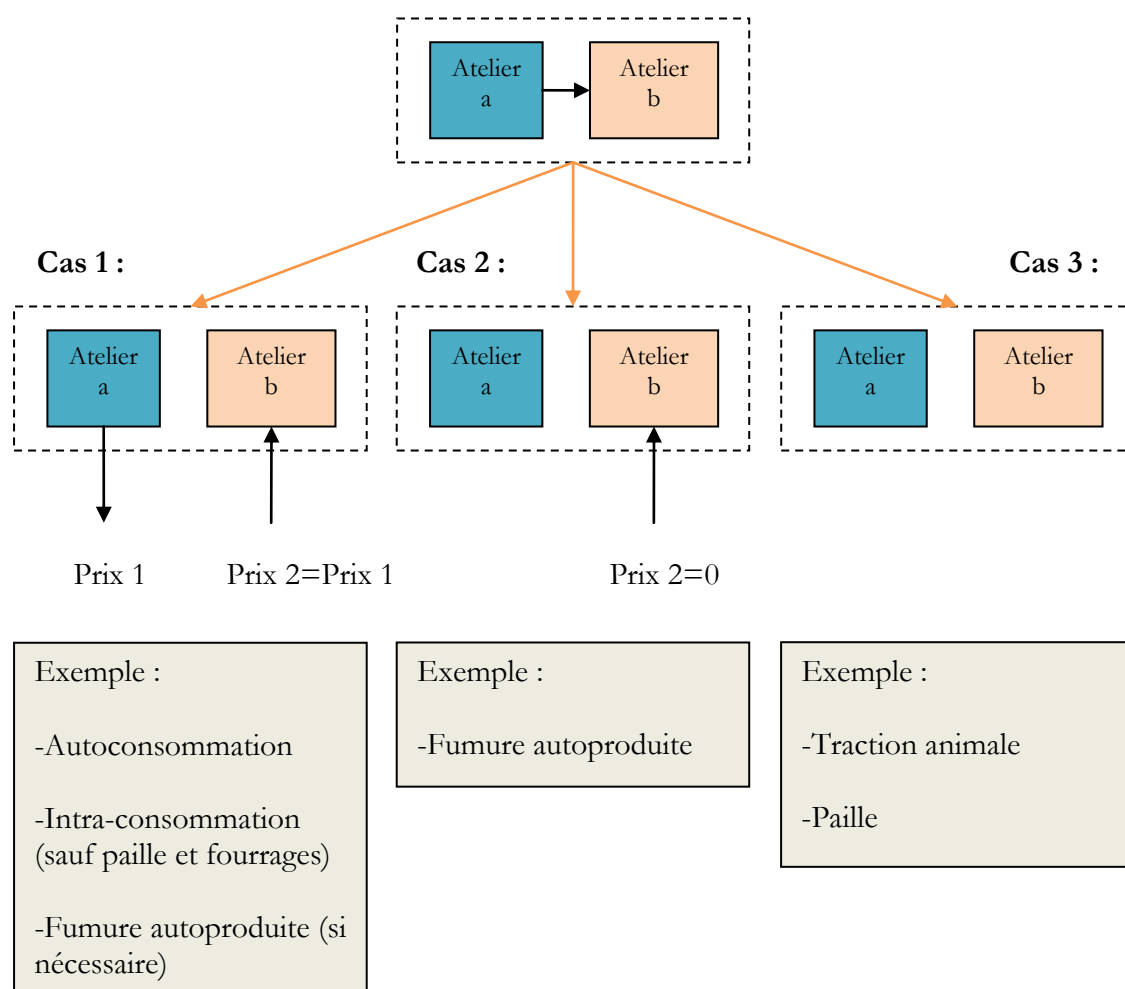 Atelier
a
Atelier
b
Cas 1 :
Cas 2 :
Cas 3 :
Atelier
a
Atelier
b
Atelier
a
Atelier
b
Atelier
a
Atelier
b
Prix 1
Prix 2=Prix 1
Prix 2=0
Exemple :
-Autoconsommation
-Intra-consommation
(sauf paille et fourrages)
-Fumure autoproduite (si
nécessaire)
Exemple :
-Fumure autoproduite
Exemple :
-Traction animale
-Paille